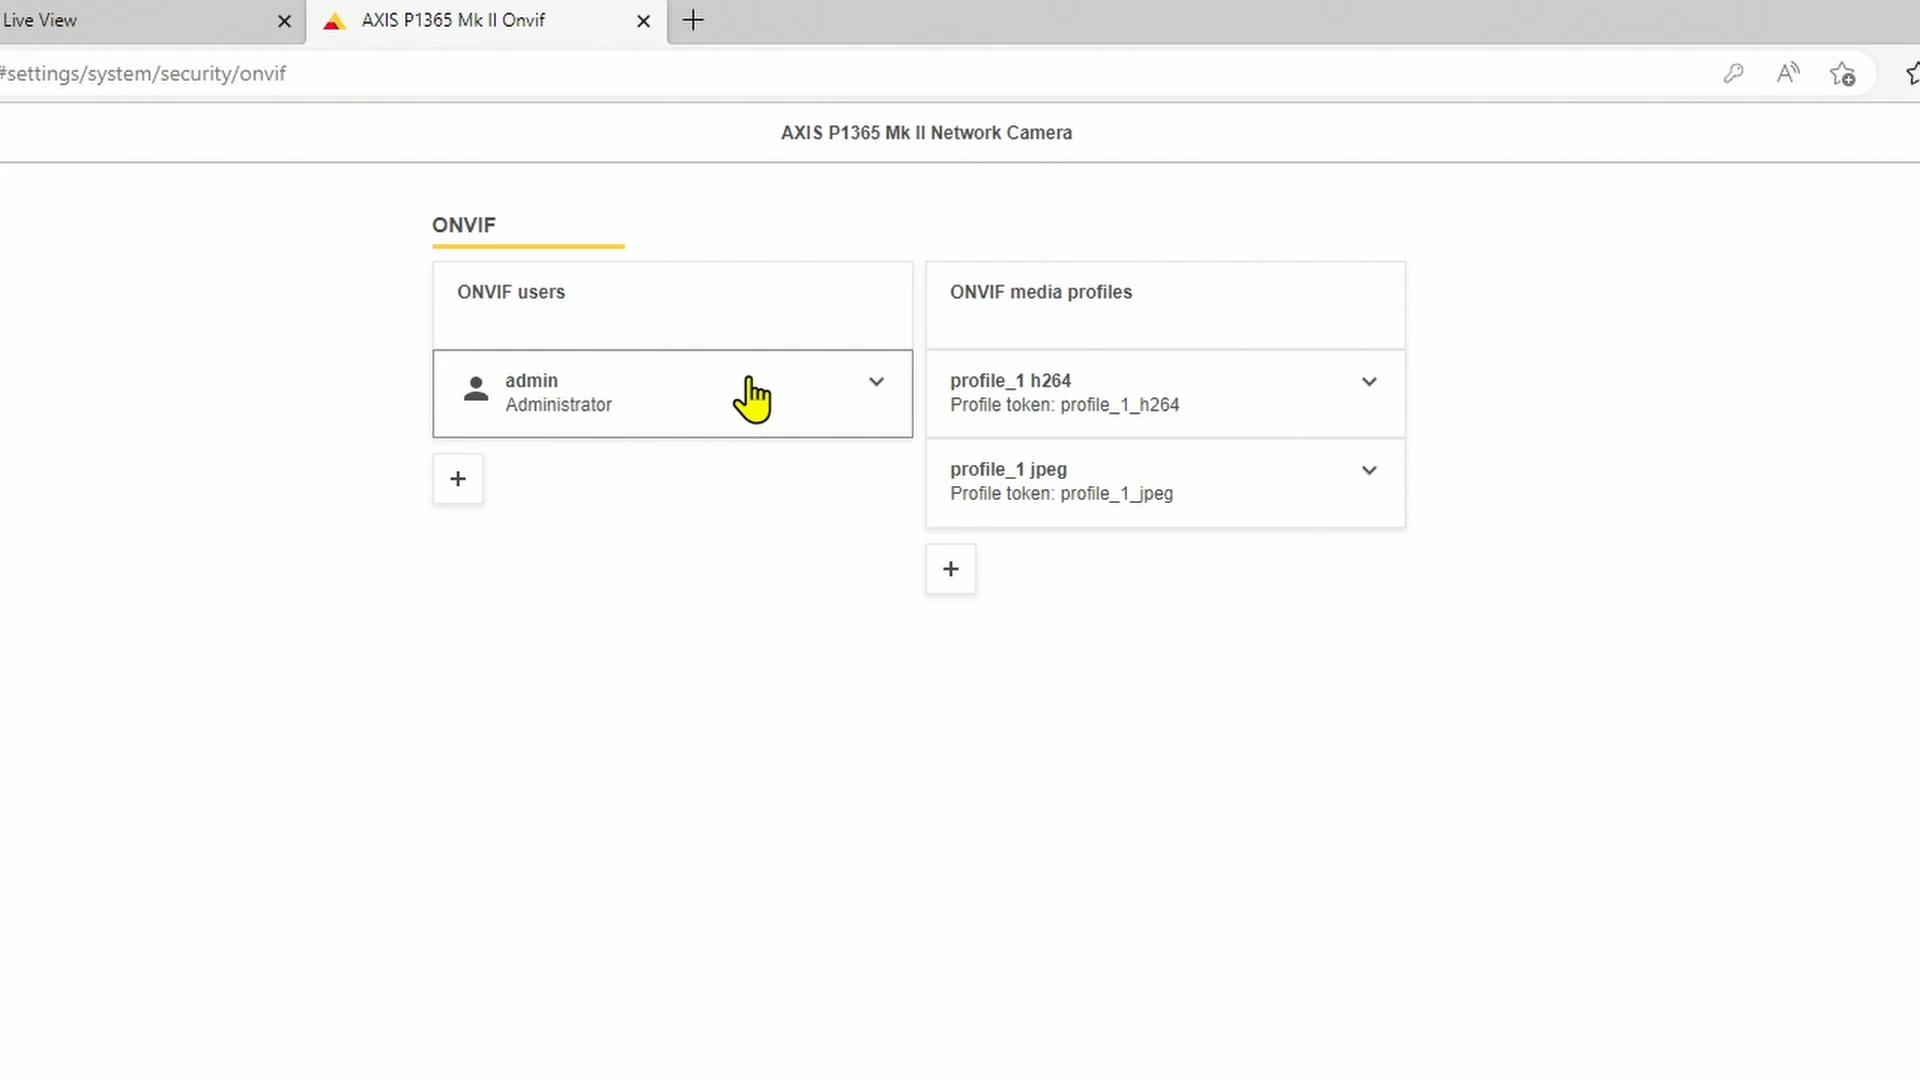 Live View
AXIS P1365 Mk II Onvif
#settings/system/security/onvif
AXIS P1365 Mk II Network Camera
ONVIF
ONVIF users
admin
Administrator
ONVIF media profiles
profile_1 h264
Profile token: profile_1_h264
profile_1 jpeg
Profile token: profile_1_jpeg